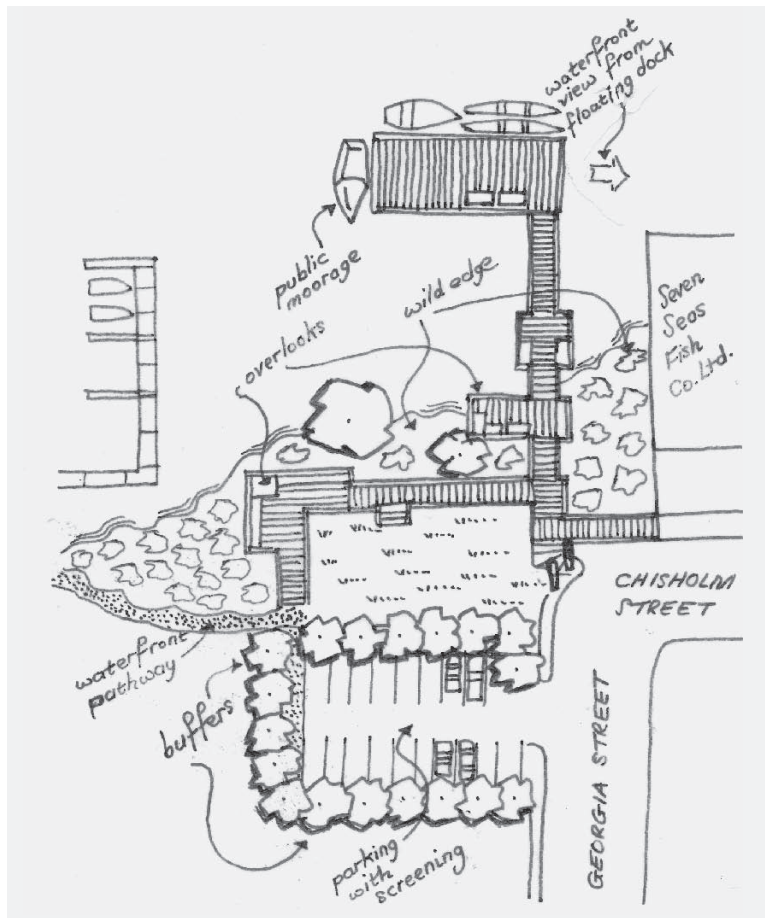 waterfront
view from
floating dock
public
moorage
wild edge
overlooks
Seven
Seas
Fish
Co.Ltd.
CHISHOLM
STREET
waterfront
pathway
buffers
GEORGIA STREET
parking
with
screening